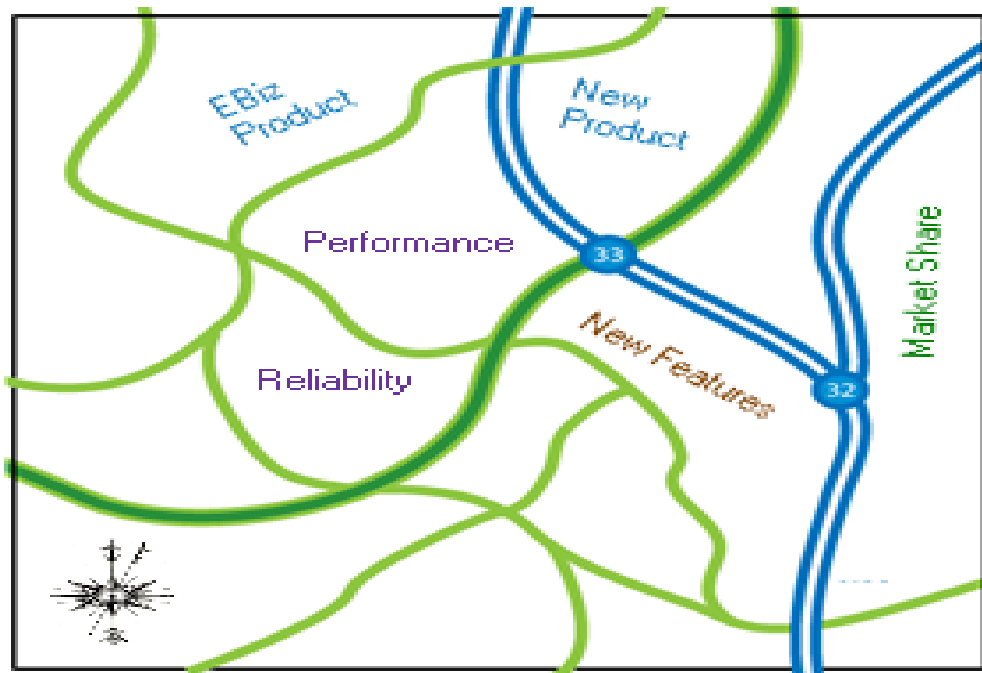 EBiz
Product
New
Product
Performance
33
Market Share
New Features
Reliability
32